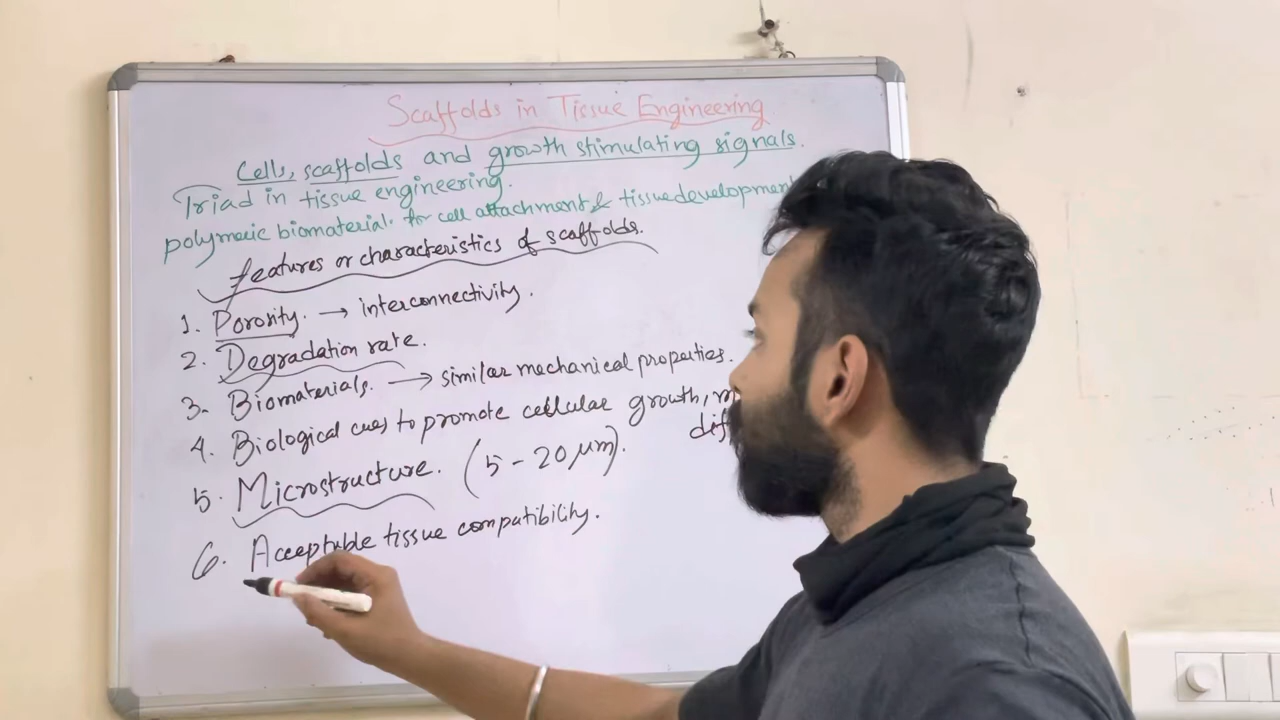 Scaffolds in Tissue Engineering
Cells, scaffolds and growth stimulating signals.
Triad in tissue engineering.
polymeric biomaterial. for cell attachment & tissue development
features or characteristics of scaffolds.
1. Porosity. → interconnectivity.
2. Degradation rate.
3. Biomaterials. → similar mechanical properties.
4. Biological cues to promote cellular growth,
5. Microstructure. (5-20 μm).
6. Acceptable tissue compatibility.